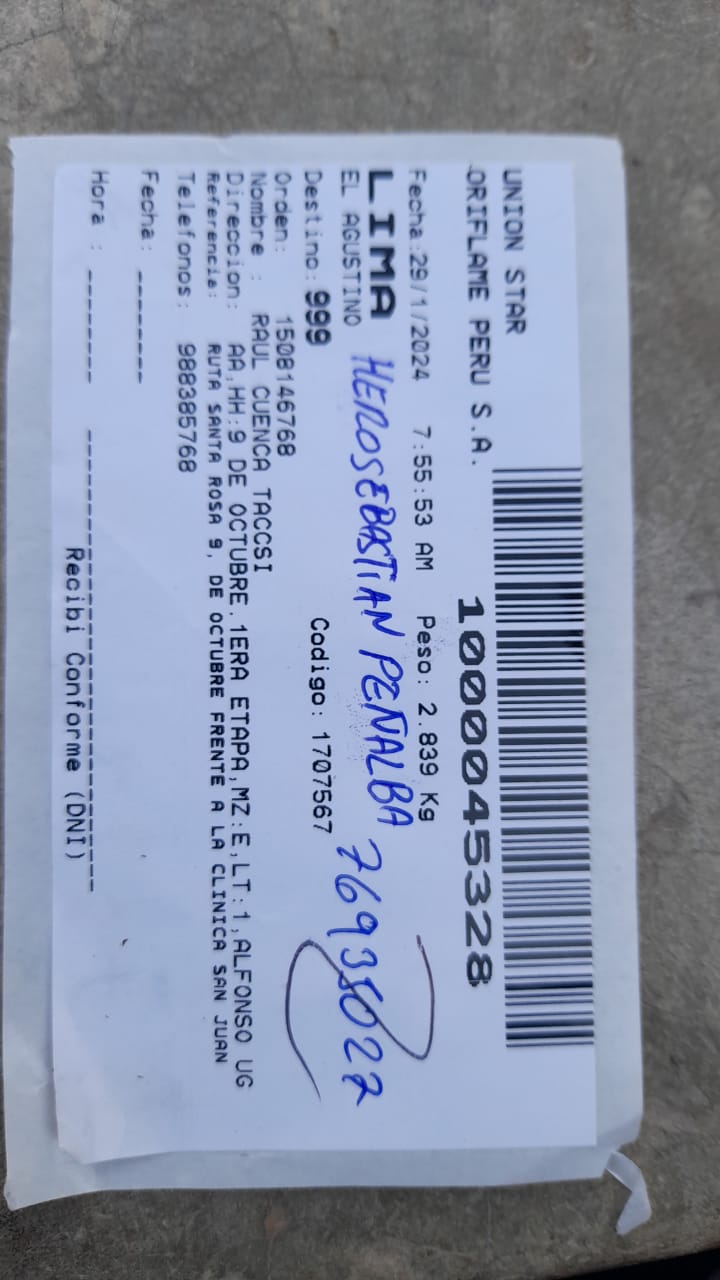 UNION STAR
ORIFLAME PERU S.A.
1000045328
Fecha:29/1/2024 7:55:53 AM Peso: 2.839 Kg
LIMA
EL AGUSTINO
HEROSEBASTIAN PEÑALBA 76935027
Destino: 999 Codigo: 1707567
Orden: 1508146768
Nombre : RAUL CUENCA TACCSI
Direccion: AA,HH:9 DE OCTUBRE.1ERA ETAPA,MZ:E,LT:1,ALFONSO UG
Referencia: RUTA SANTA ROSA 9, DE OCTUBRE FRENTE A LA CLINICA SAN JUAN
Telefonos: 988385768
Fecha: --------
Hora : --------
Recibi Conforme (DNI)